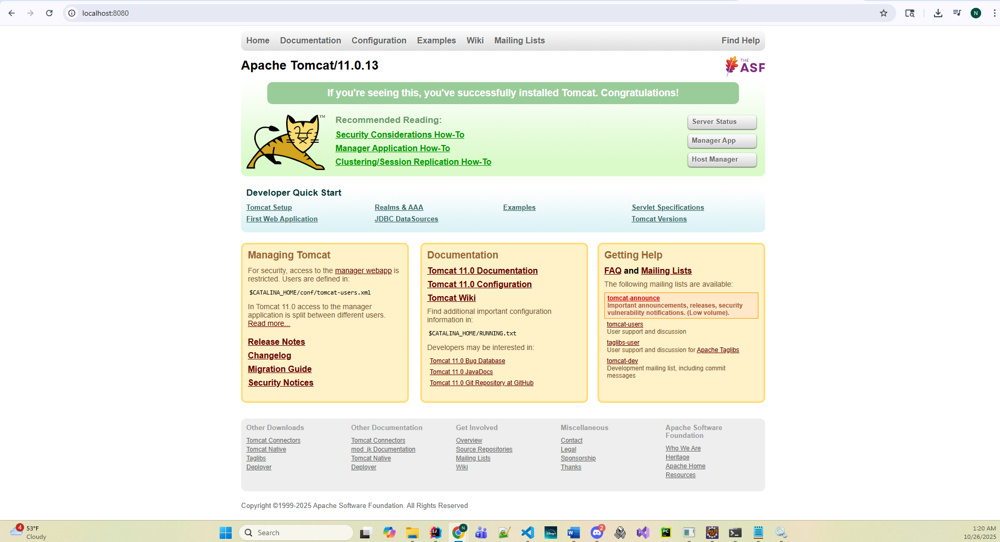 localhost:8080
N
Home Documentation Configuration Examples Wiki Mailing Lists Find Help
Apache Tomcat/11.0.13
THE
ASF
If you're seeing this, you've successfully installed Tomcat. Congratulations!
TM
Recommended Reading:
Security Considerations How-To
Manager Application How-To
Clustering/Session Replication How-To
Server Status
Manager App
Host Manager
Developer Quick Start
Tomcat Setup
First Web Application
Realms & AAA
JDBC DataSources
Examples
Servlet Specifications
Tomcat Versions
Managing Tomcat
For security, access to the manager webapp is
restricted. Users are defined in:
$CATALINA_HOME/conf/tomcat-users.xml
In Tomcat 11.0 access to the manager
application is split between different users.
Read more...
Release Notes
Changelog
Migration Guide
Security Notices
Documentation
Tomcat 11.0 Documentation
Tomcat 11.0 Configuration
Tomcat Wiki
Find additional important configuration
information in:
$CATALINA_HOME/RUNNING.txt
Developers may be interested in:
Tomcat 11.0 Bug Database
Tomcat 11.0 JavaDocs
Tomcat 11.0 Git Repository at GitHub
Getting Help
FAQ and Mailing Lists
The following mailing lists are available:
tomcat-announce
Important announcements, releases, security
vulnerability notifications. (Low volume).
tomcat-users
User support and discussion
taglibs-user
User support and discussion for Apache Taglibs
tomcat-dev
Development mailing list, including commit
messages
Other Downloads
Tomcat Connectors
Tomcat Native
Taglibs
Deployer
Other Documentation
Tomcat Connectors
mod_jk Documentation
Tomcat Native
Deployer
Get Involved
Overview
Source Repositories
Mailing Lists
Wiki
Miscellaneous
Contact
Legal
Sponsorship
Thanks
Apache Software
Foundation
Who We Are
Heritage
Apache Home
Resources
Copyright ©1999-2025 Apache Software Foundation. All Rights Reserved
4
53°F
Cloudy
Search
IJ
N
T
Disney+
W
2
PC
1:20 AM
10/26/2025